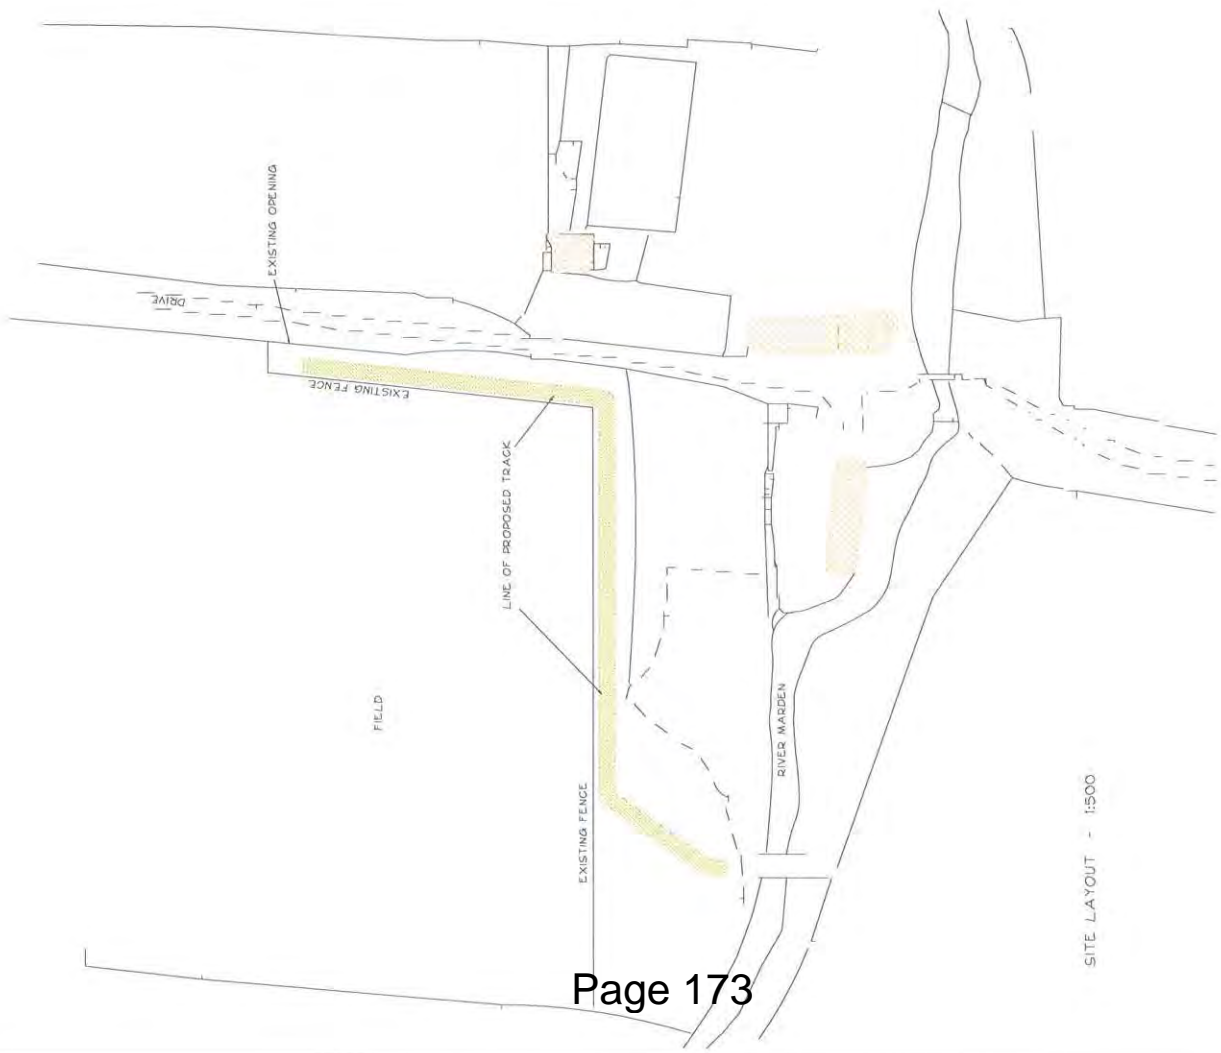 EXISTING OPENING
DRIVE
EXISTING FENCE
LINE OF PROPOSED TRACK
FIELD
EXISTING FENCE
RIVER MARDEN
SITE LAYOUT - 1:500
Page 173